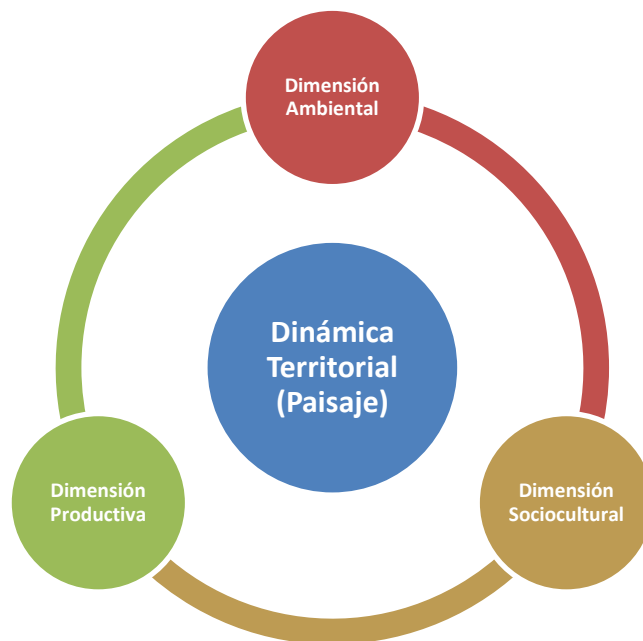 Dimensión
Ambiental
Dinámica
Territorial
(Paisaje)
Dimensión
Productiva
Dimensión
Sociocultural